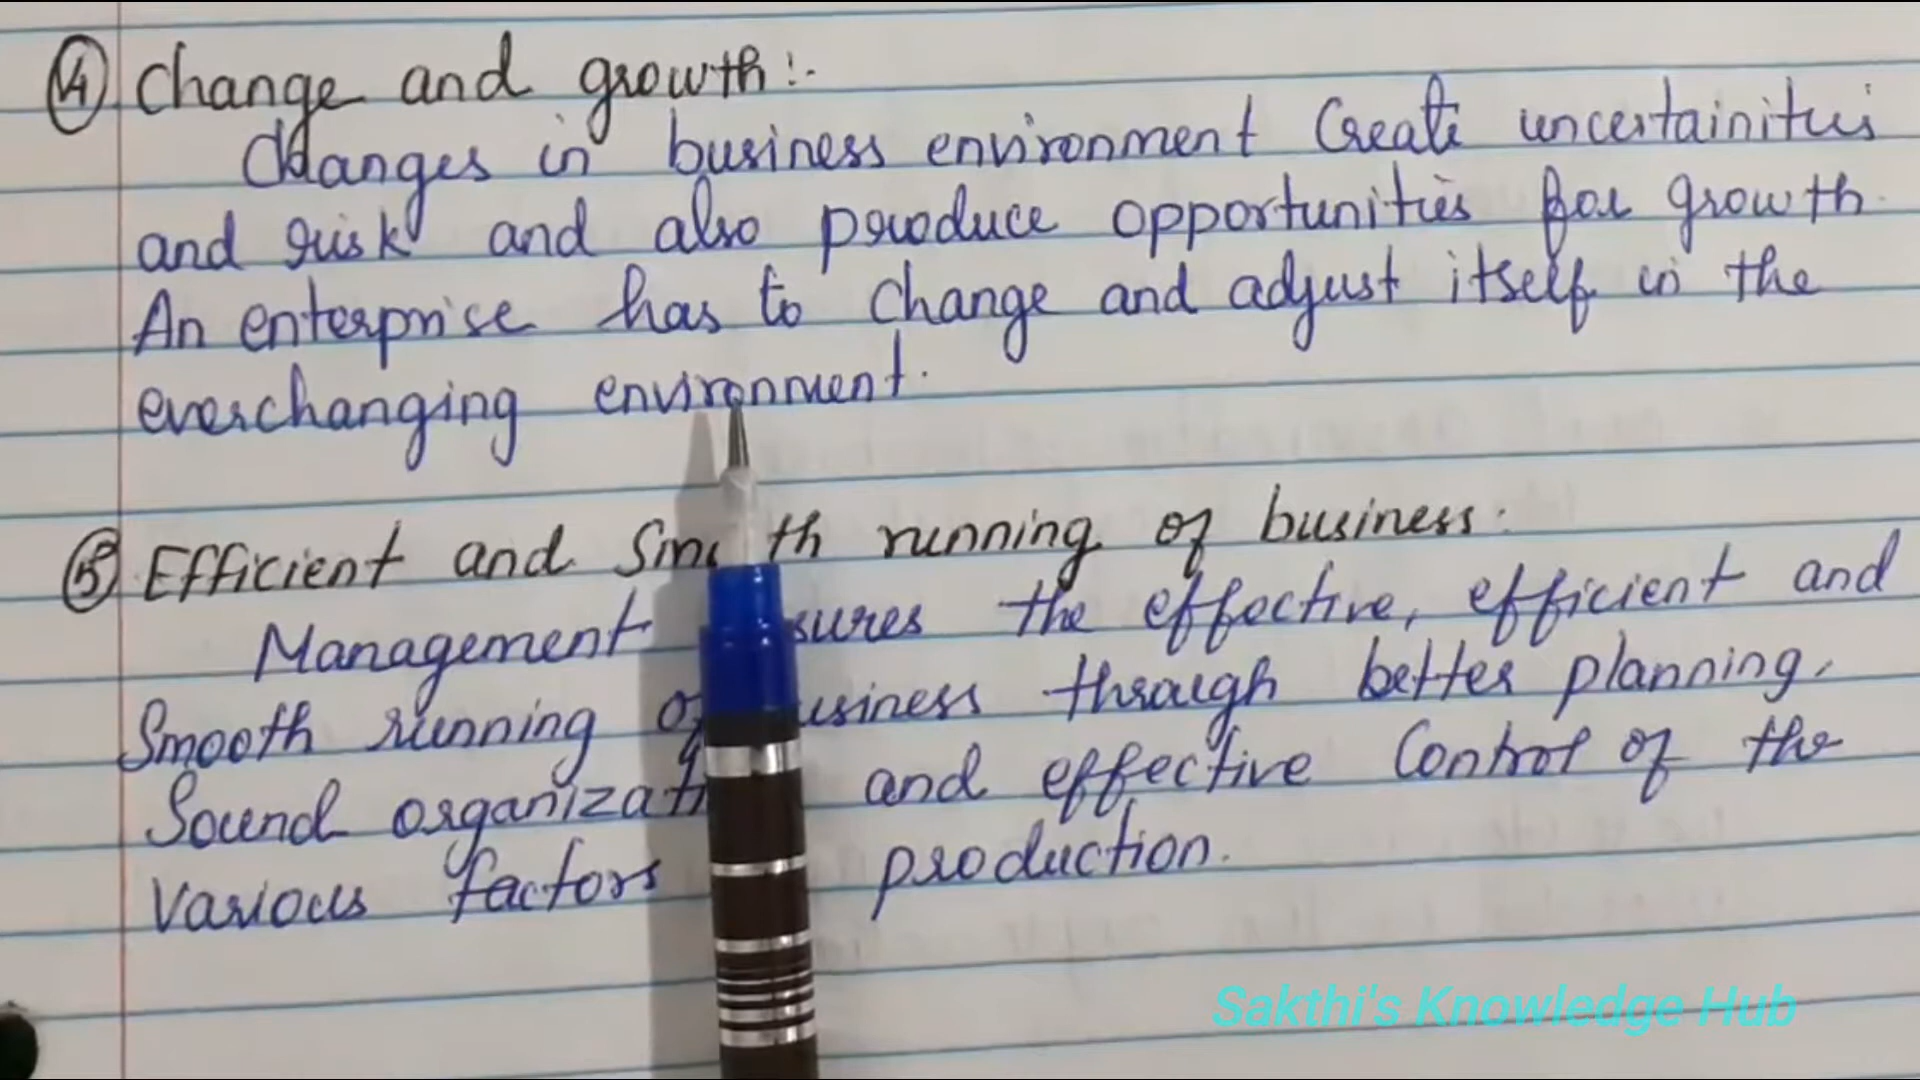 ④ Change and growth:-
Changes in business environment Create uncertainities
and risk and also produce opportunities for growth.
An enterprise has to change and adjust itself in the
everchanging environment.
⑤ Efficient and Sm th running of business:
Management sures the effective, efficient and
Smooth running of usiness through better planning,
Sound organizati and effective Control of the
various factors production.
Sakthi's Knowledge Hub